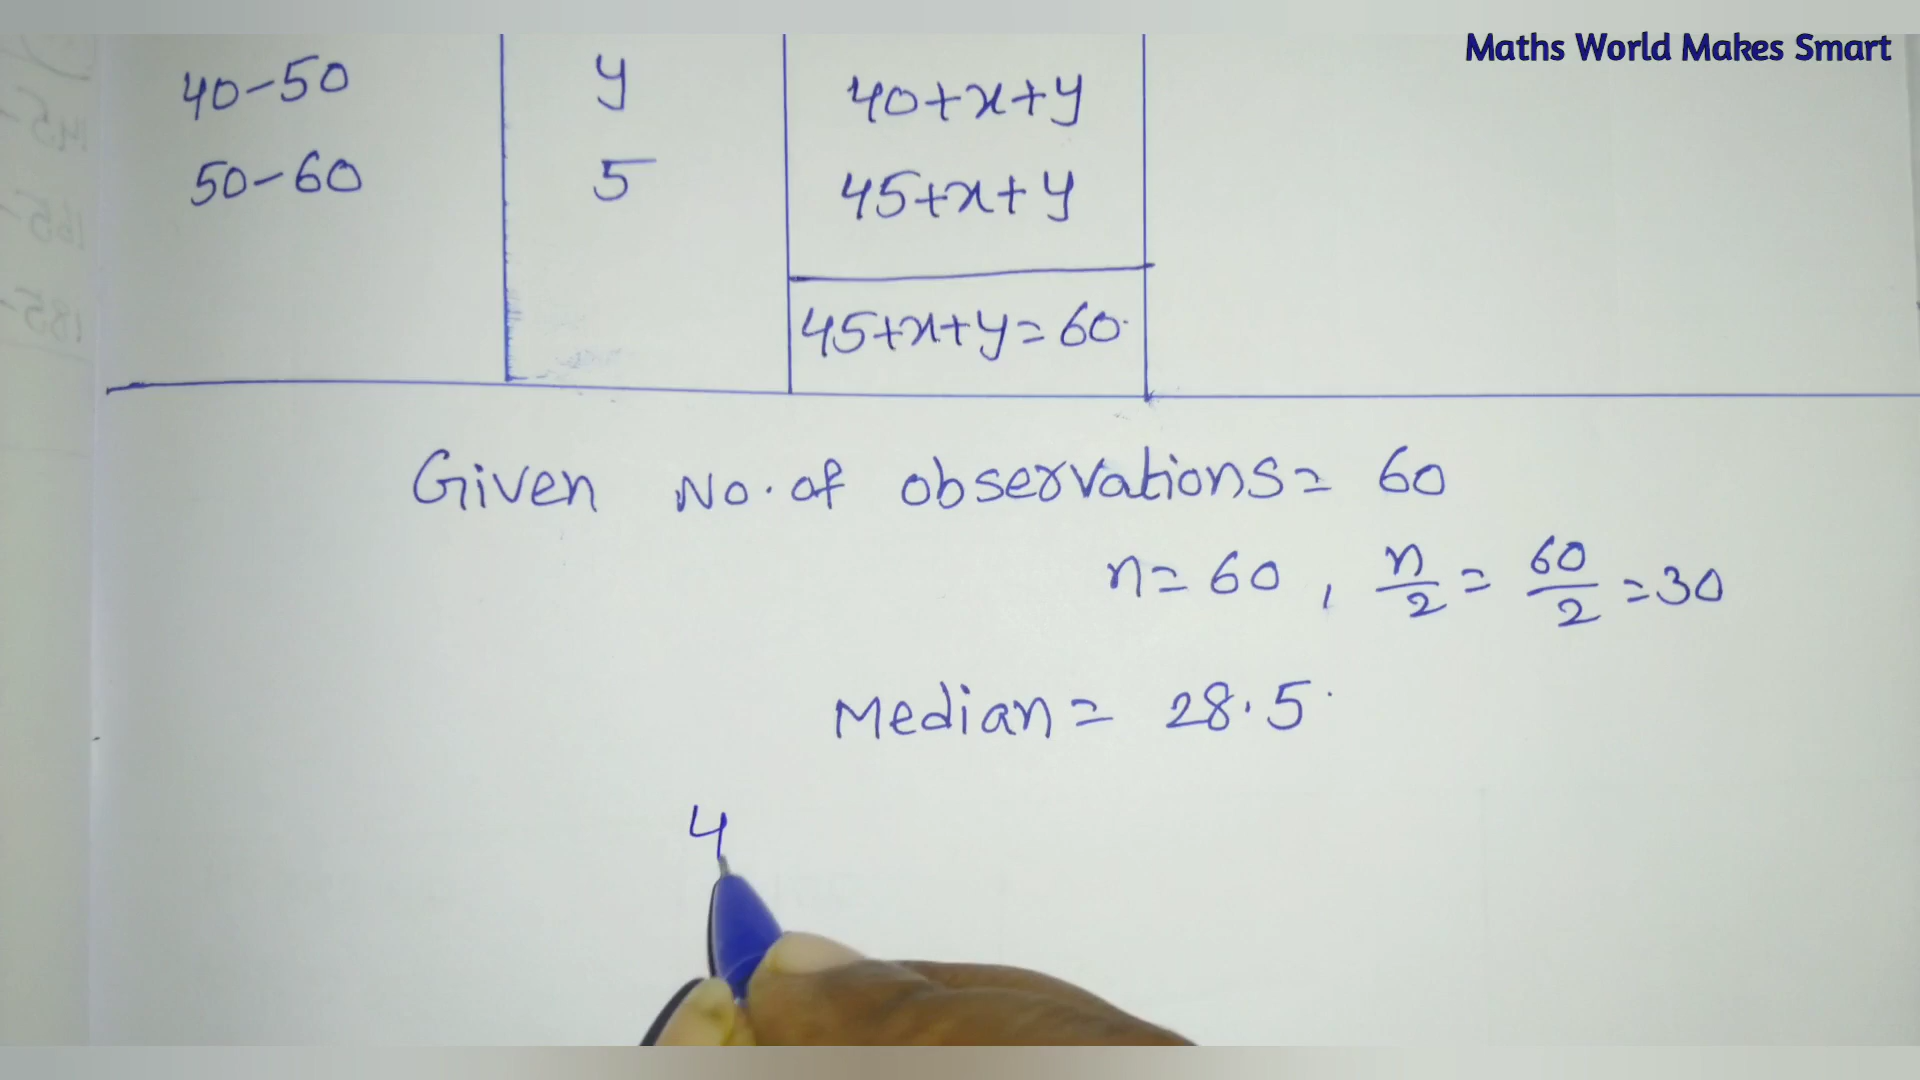 Maths World Makes Smart
40-50 y 40+x+y
50-60 5 45+x+y
45+x+y=60
Given No. of observations = 60
n = 60 , n/2 = 60/2 = 30
Median = 28.5
4